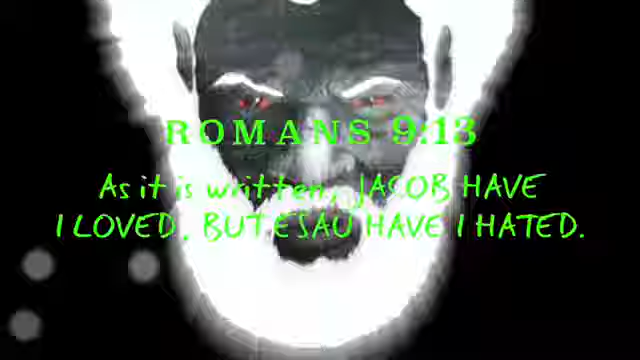 ROMANS 9:13
As it is written, JACOB HAVE
I LOVED. BUT ESAU HAVE I HATED.